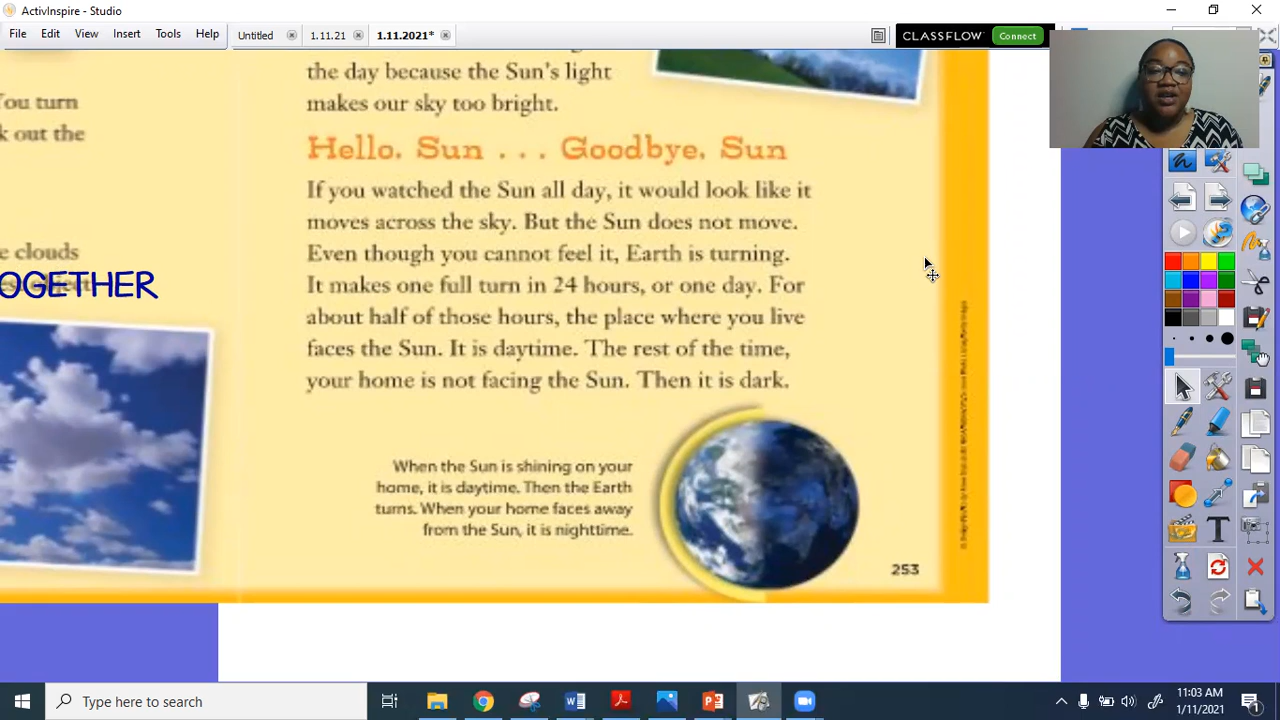 ActivInspire - Studio
File Edit View Insert Tools Help
Untitled
1.11.21
1.11.2021*
CLASSFLOW Connect
You turn
k out the
e clouds
OGETHER
the day because the Sun's light
makes our sky too bright.
Hello, Sun . . . Goodbye, Sun
If you watched the Sun all day, it would look like it
moves across the sky. But the Sun does not move.
Even though you cannot feel it, Earth is turning.
It makes one full turn in 24 hours, or one day. For
about half of those hours, the place where you live
faces the Sun. It is daytime. The rest of the time,
your home is not facing the Sun. Then it is dark.
When the Sun is shining on your
home, it is daytime. Then the Earth
turns. When your home faces away
from the Sun, it is nighttime.
253
Type here to search
11:03 AM
1/11/2021